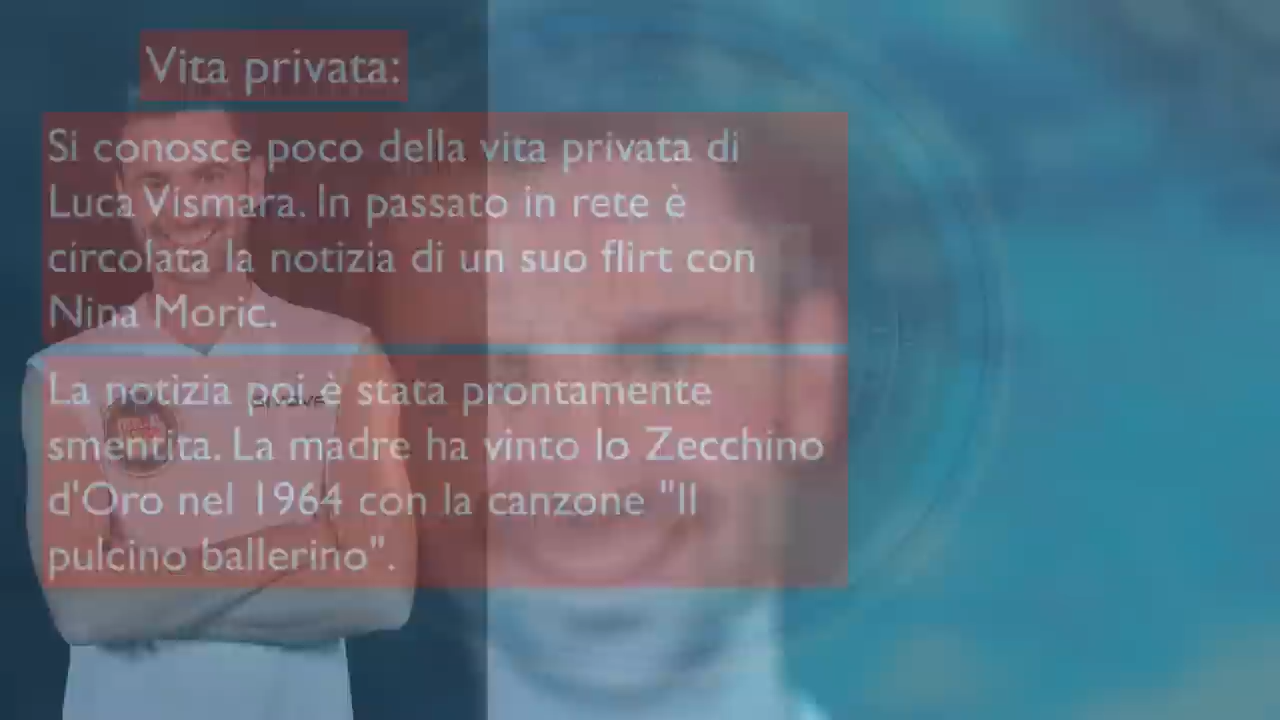 Vita privata:
Si conosce poco della vita privata di
Luca Vismara. In passato in rete è
circolata la notizia di un suo flirt con
Nina Moric.
La notizia poi è stata prontamente
smentita. La madre ha vinto lo Zecchino
d'Oro nel 1964 con la canzone "Il
pulcino ballerino".